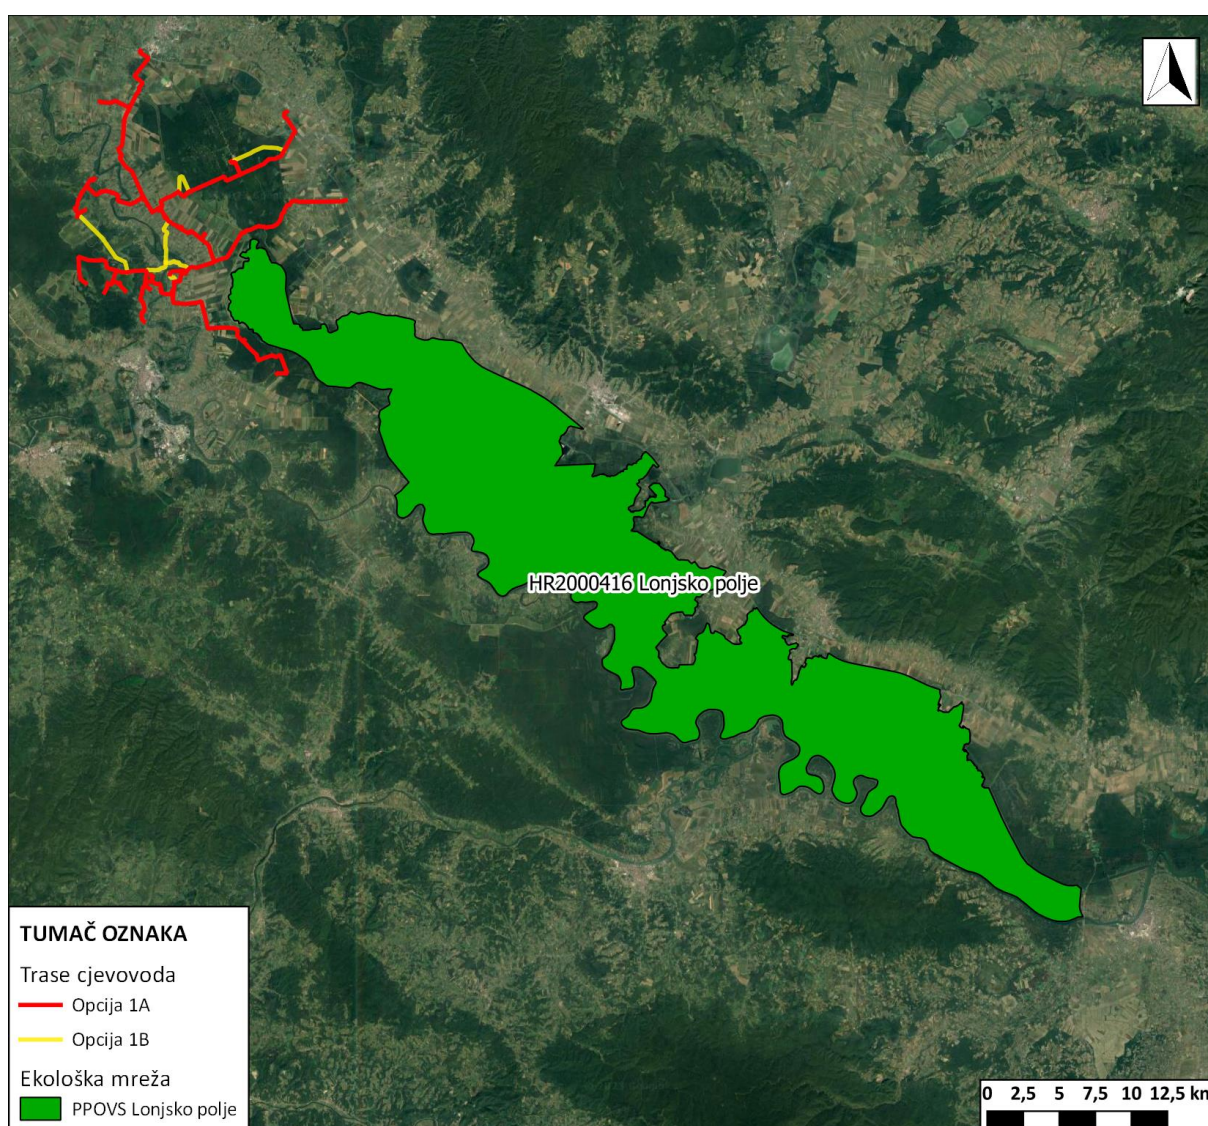 HR2000416 Lonjsko polje
TUMAČ OZNAKA
Trase cjevovoda
Opcija 1A
Opcija 1B
Ekološka mreža
PPOVS Lonjsko polje
0 2,5 5 7,5 10 12,5 km